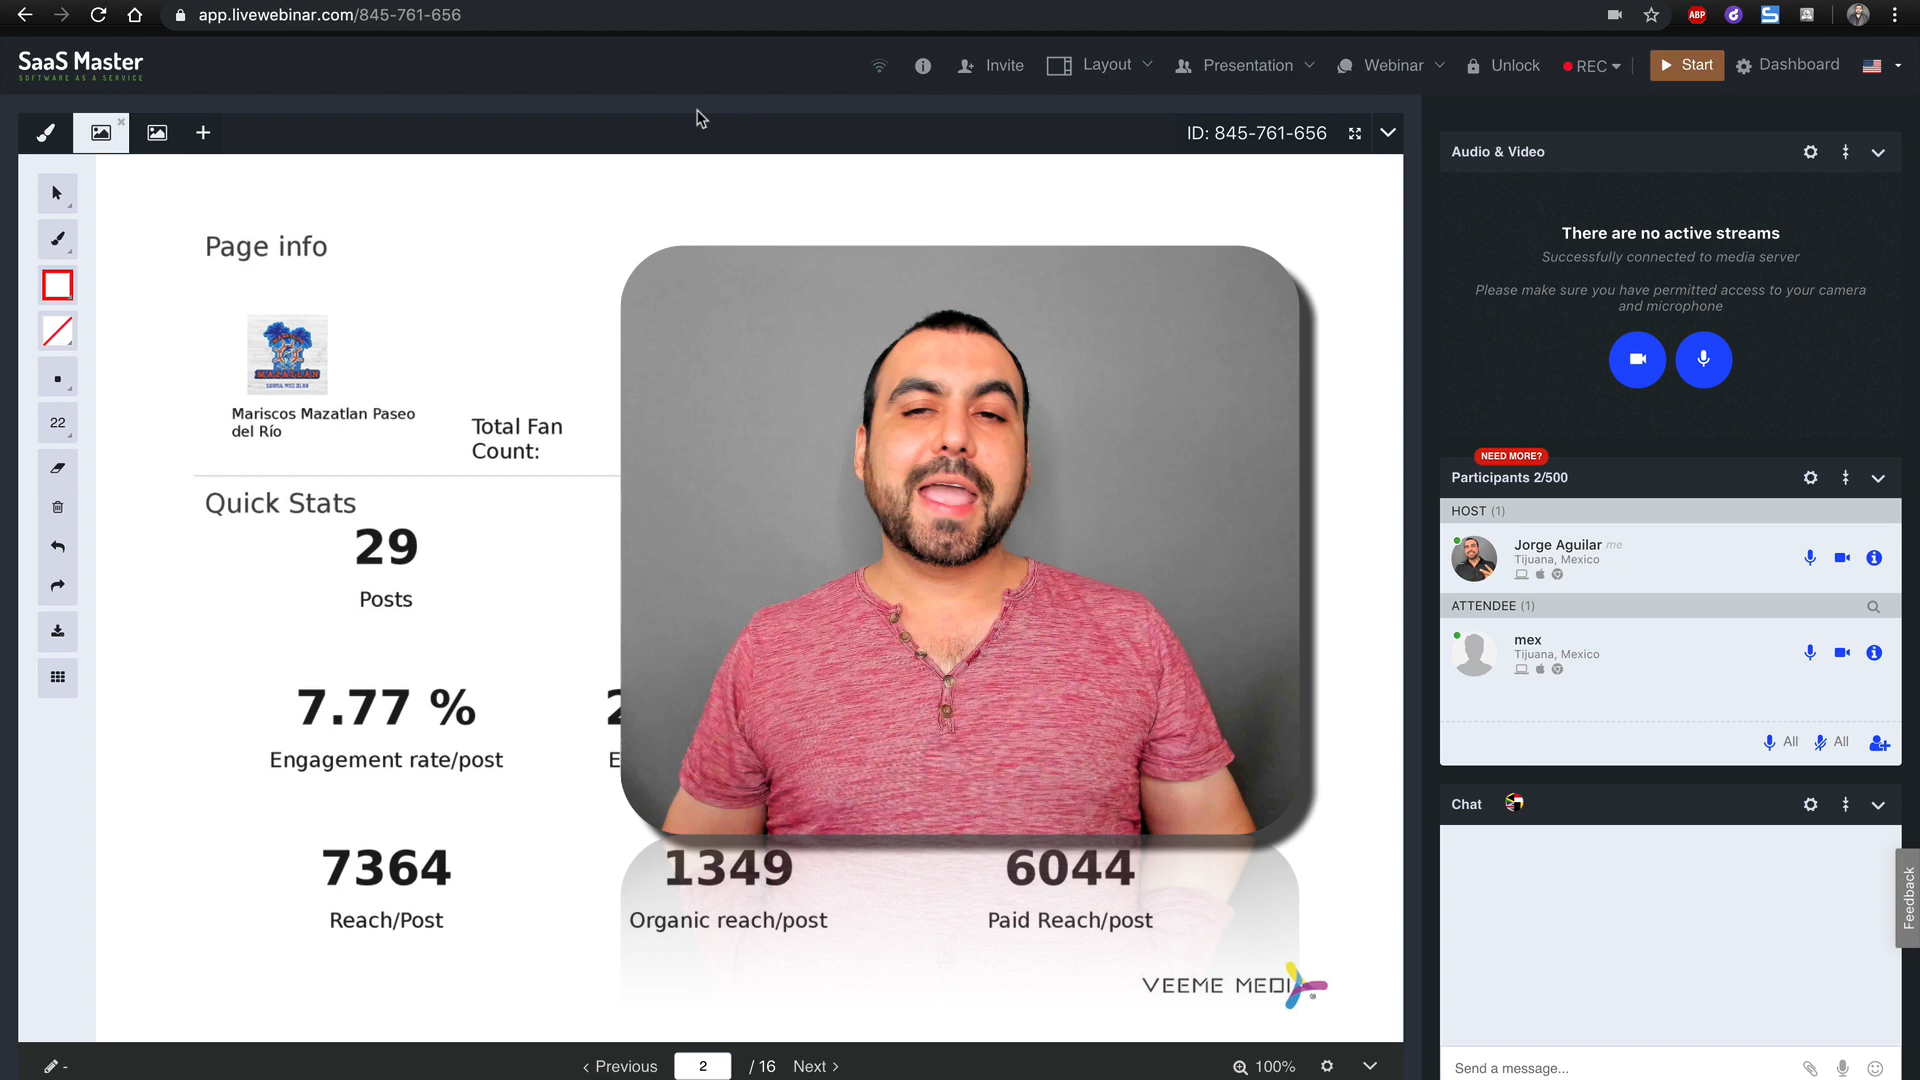 app.livewebinar.com/845-761-656
ABP
SaaS Master
SOFTWARE AS A SERVICE
Invite
Layout
Presentation
Webinar
Unlock
REC
Start
Dashboard
ID: 845-761-656
22
Page info
MAZATLAN
Mariscos Mazatlan Paseo
del Río
Total Fan
Count:
Quick Stats
29
Posts
7.77 %
Engagement rate/post
E
7364
Reach/Post
1349
Organic reach/post
6044
Paid Reach/post
VEEME MEDI
Previous
2
/ 16
Next
100%
Audio & Video
There are no active streams
Successfully connected to media server
Please make sure you have permitted access to your camera
and microphone
NEED MORE?
Participants 2/500
HOST (1)
Jorge Aguilar me
Tijuana, Mexico
ATTENDEE (1)
mex
Tijuana, Mexico
All
All
Chat
Feedback
Send a message...